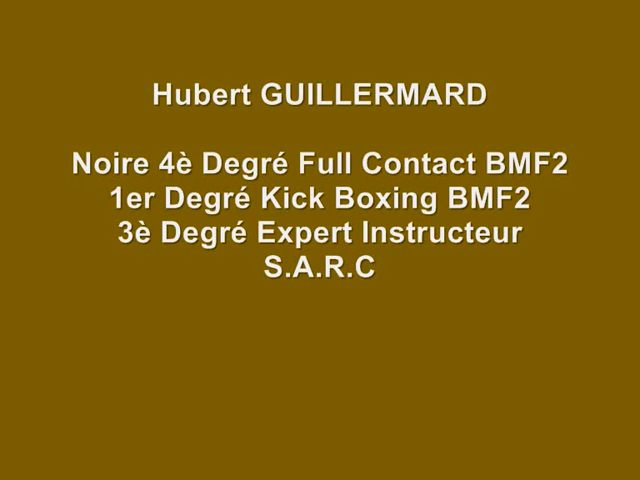 Hubert GUILLERMARD
Noire 4è Degré Full Contact BMF2
1er Degré Kick Boxing BMF2
3è Degré Expert Instructeur
S.A.R.C